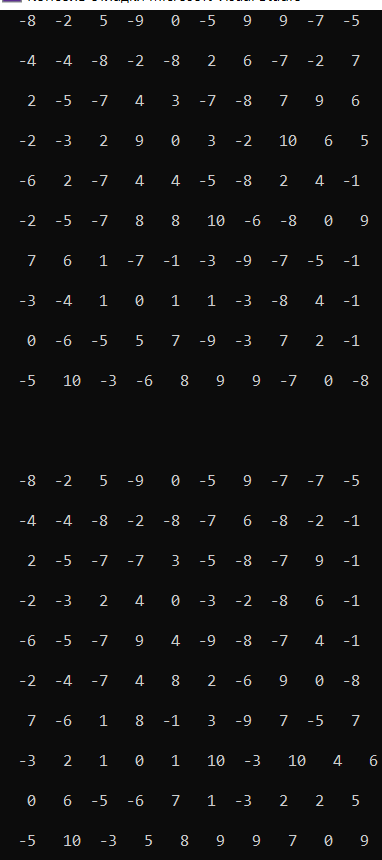 -8 -2 5 -9 0 -5 9 9 -7 -5
-4 -4 -8 -2 -8 2 6 -7 -2 7
2 -5 -7 4 3 -7 -8 7 9 6
-2 -3 2 9 0 3 -2 10 6 5
-6 2 -7 4 4 -5 -8 2 4 -1
-2 -5 -7 8 8 10 -6 -8 0 9
7 6 1 -7 -1 -3 -9 -7 -5 -1
-3 -4 1 0 1 1 -3 -8 4 -1
0 -6 -5 5 7 -9 -3 7 2 -1
-5 10 -3 -6 8 9 9 -7 0 -8
-8 -2 5 -9 0 -5 9 -7 -7 -5
-4 -4 -8 -2 -8 -7 6 -8 -2 -1
2 -5 -7 -7 3 -5 -8 -7 9 -1
-2 -3 2 4 0 -3 -2 -8 6 -1
-6 -5 -7 9 4 -9 -8 -7 4 -1
-2 -4 -7 4 8 2 -6 9 0 -8
7 -6 1 8 -1 3 -9 7 -5 7
-3 2 1 0 1 10 -3 10 4 6
0 6 -5 -6 7 1 -3 2 2 5
-5 10 -3 5 8 9 9 7 0 9